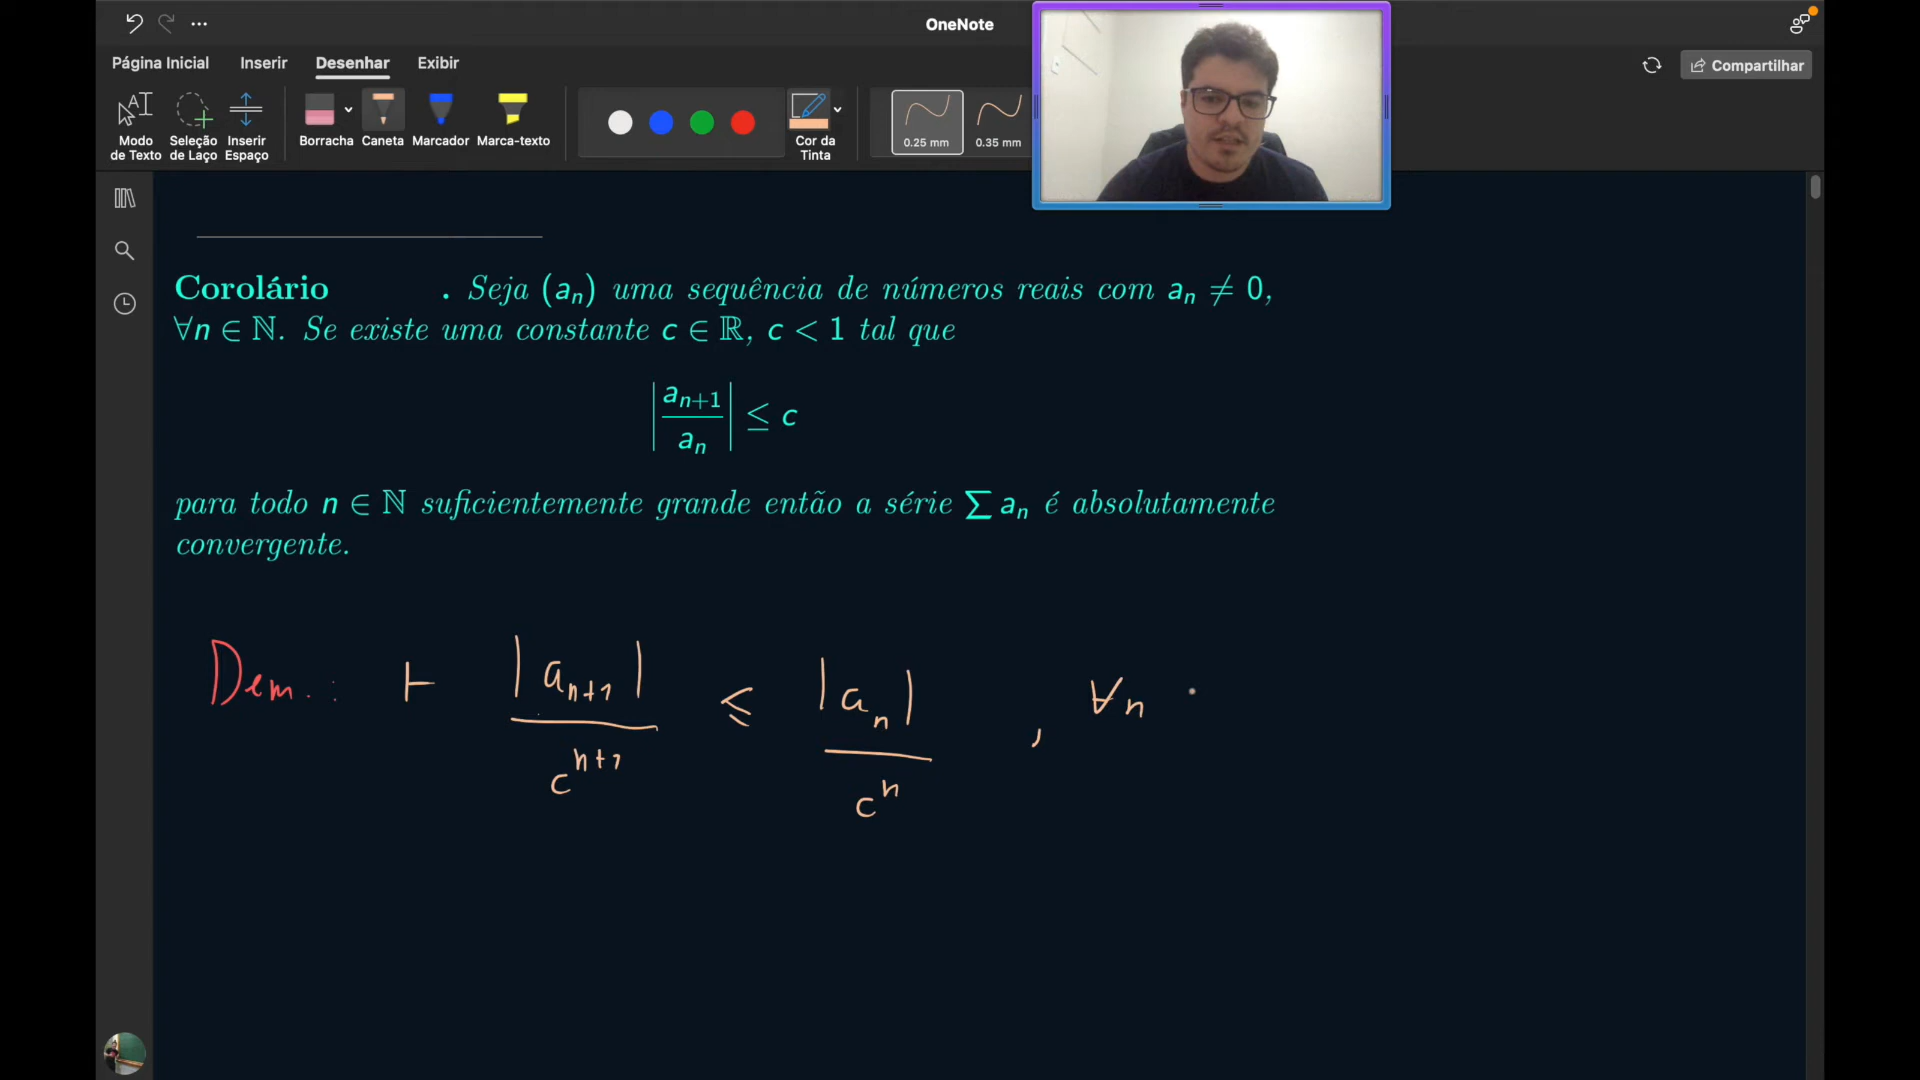 OneNote
Página Inicial Inserir Desenhar Exibir
Compartilhar
Modo de Texto
Seleção de Laço
Inserir Espaço
Borracha Caneta Marcador Marca-texto
Cor da Tinta
0.25 mm 0.35 mm
Corolário . Seja (aₙ) uma sequência de números reais com aₙ ≠ 0,
∀n ∈ ℕ. Se existe uma constante c ∈ ℝ, c < 1 tal que
|aₙ₊₁ / aₙ| ≤ c
para todo n ∈ ℕ suficientemente grande então a série ∑ aₙ é absolutamente
convergente.
Dem.: ⊢ |aₙ₊₁| / cⁿ⁺¹ ≤ |aₙ| / cⁿ , ∀n